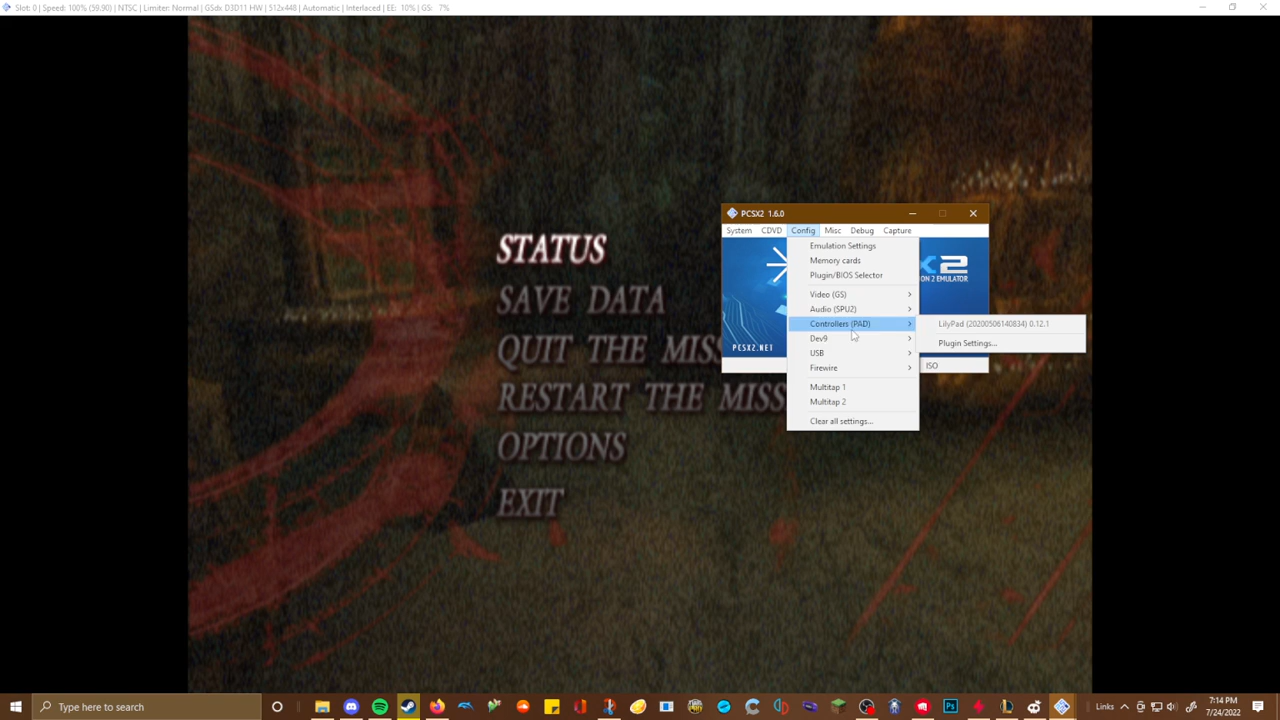 Slot: 0 | Speed: 100% (59.90) | NTSC | Limiter: Normal | GSdx D3D11 HW | 512x448 | Automatic | Interlaced | EE: 10% | GS: 7%
STATUS
SAVE DATA
QUIT THE MISS
RESTART THE MISS
OPTIONS
EXIT
PCSX2 1.6.0
System CDVD Config Misc Debug Capture
X2
ON 2 EMULATOR
PCSX2.NET
ISO
Emulation Settings
Memory cards
Plugin/BIOS Selector
Video (GS)
Audio (SPU2)
Controllers (PAD)
Dev9
USB
Firewire
Multitap 1
Multitap 2
Clear all settings...
LilyPad (20200506140834) 0.12.1
Plugin Settings...
Type here to search
Links
7:14 PM
7/24/2022
Ps